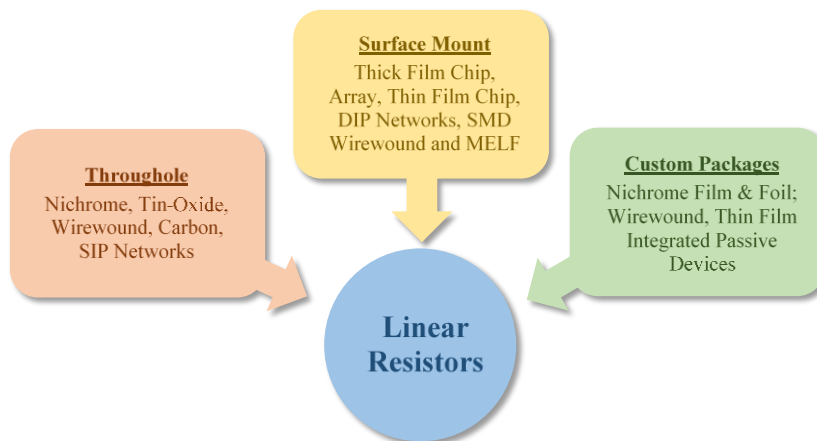 Surface Mount
Thick Film Chip,
Array, Thin Film Chip,
DIP Networks, SMD
Wirewound and MELF
Throughole
Nichrome, Tin-Oxide,
Wirewound, Carbon,
SIP Networks
Custom Packages
Nichrome Film & Foil;
Wirewound, Thin Film
Integrated Passive
Devices
Linear
Resistors